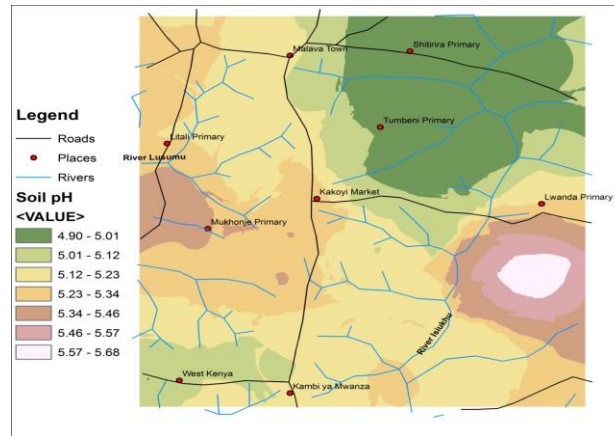 Legend
Roads
Places
Rivers
Soil pH
<VALUE>
4.90 - 5.01
5.01 - 5.12
5.12 - 5.23
5.23 - 5.34
5.34 - 5.46
5.46 - 5.57
5.57 - 5.68
Malava Town
Shitirira Primary
Tumbeni Primary
Litali Primary
River Lusumu
Kakoyi Market
Lwanda Primary
Mukhonje Primary
River Islukhu
West Kenya
Kambi ya Mwanza